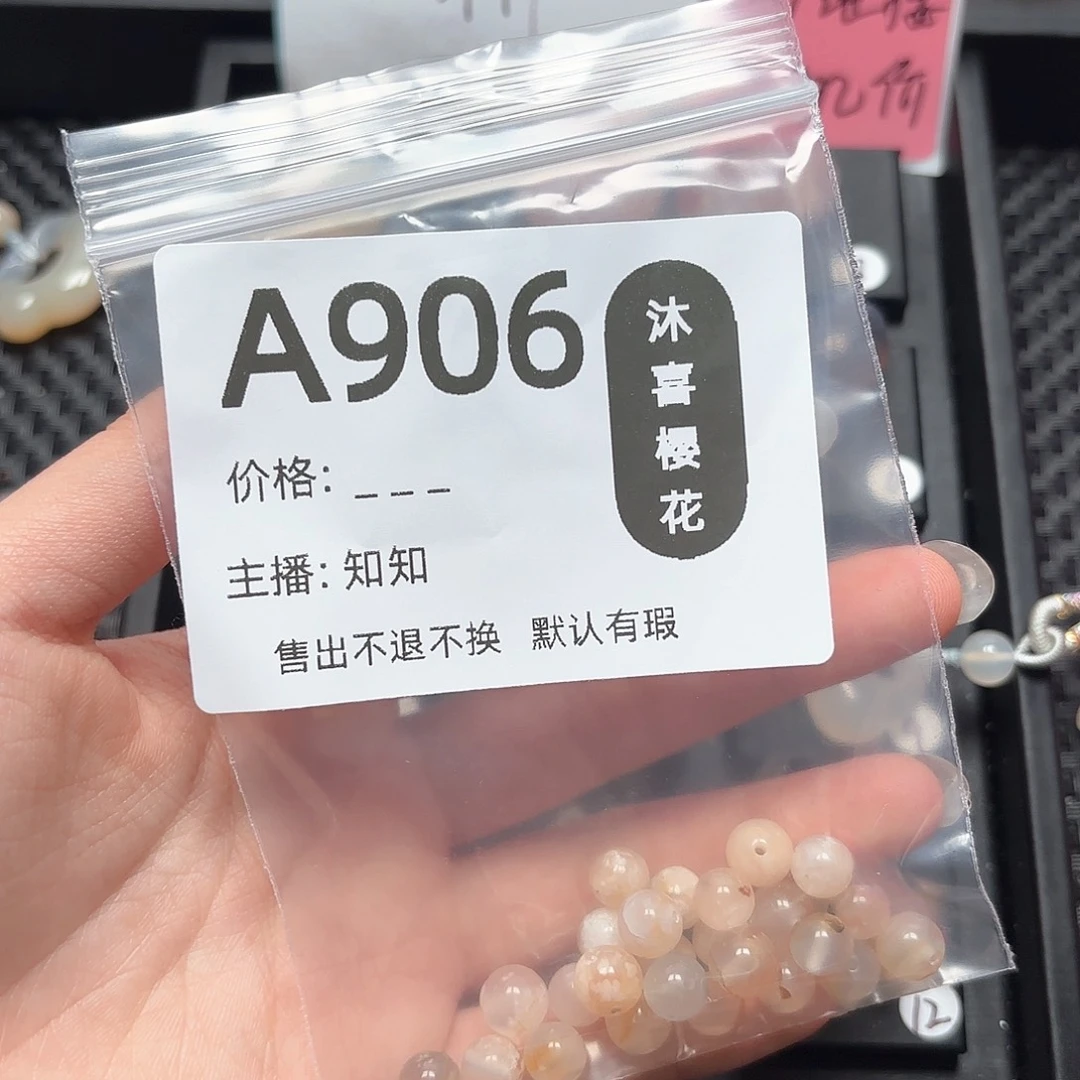 A906
沐喜樱花
价格: _ _ _
主播: 知知
售出不退不换 默认有瑕
12